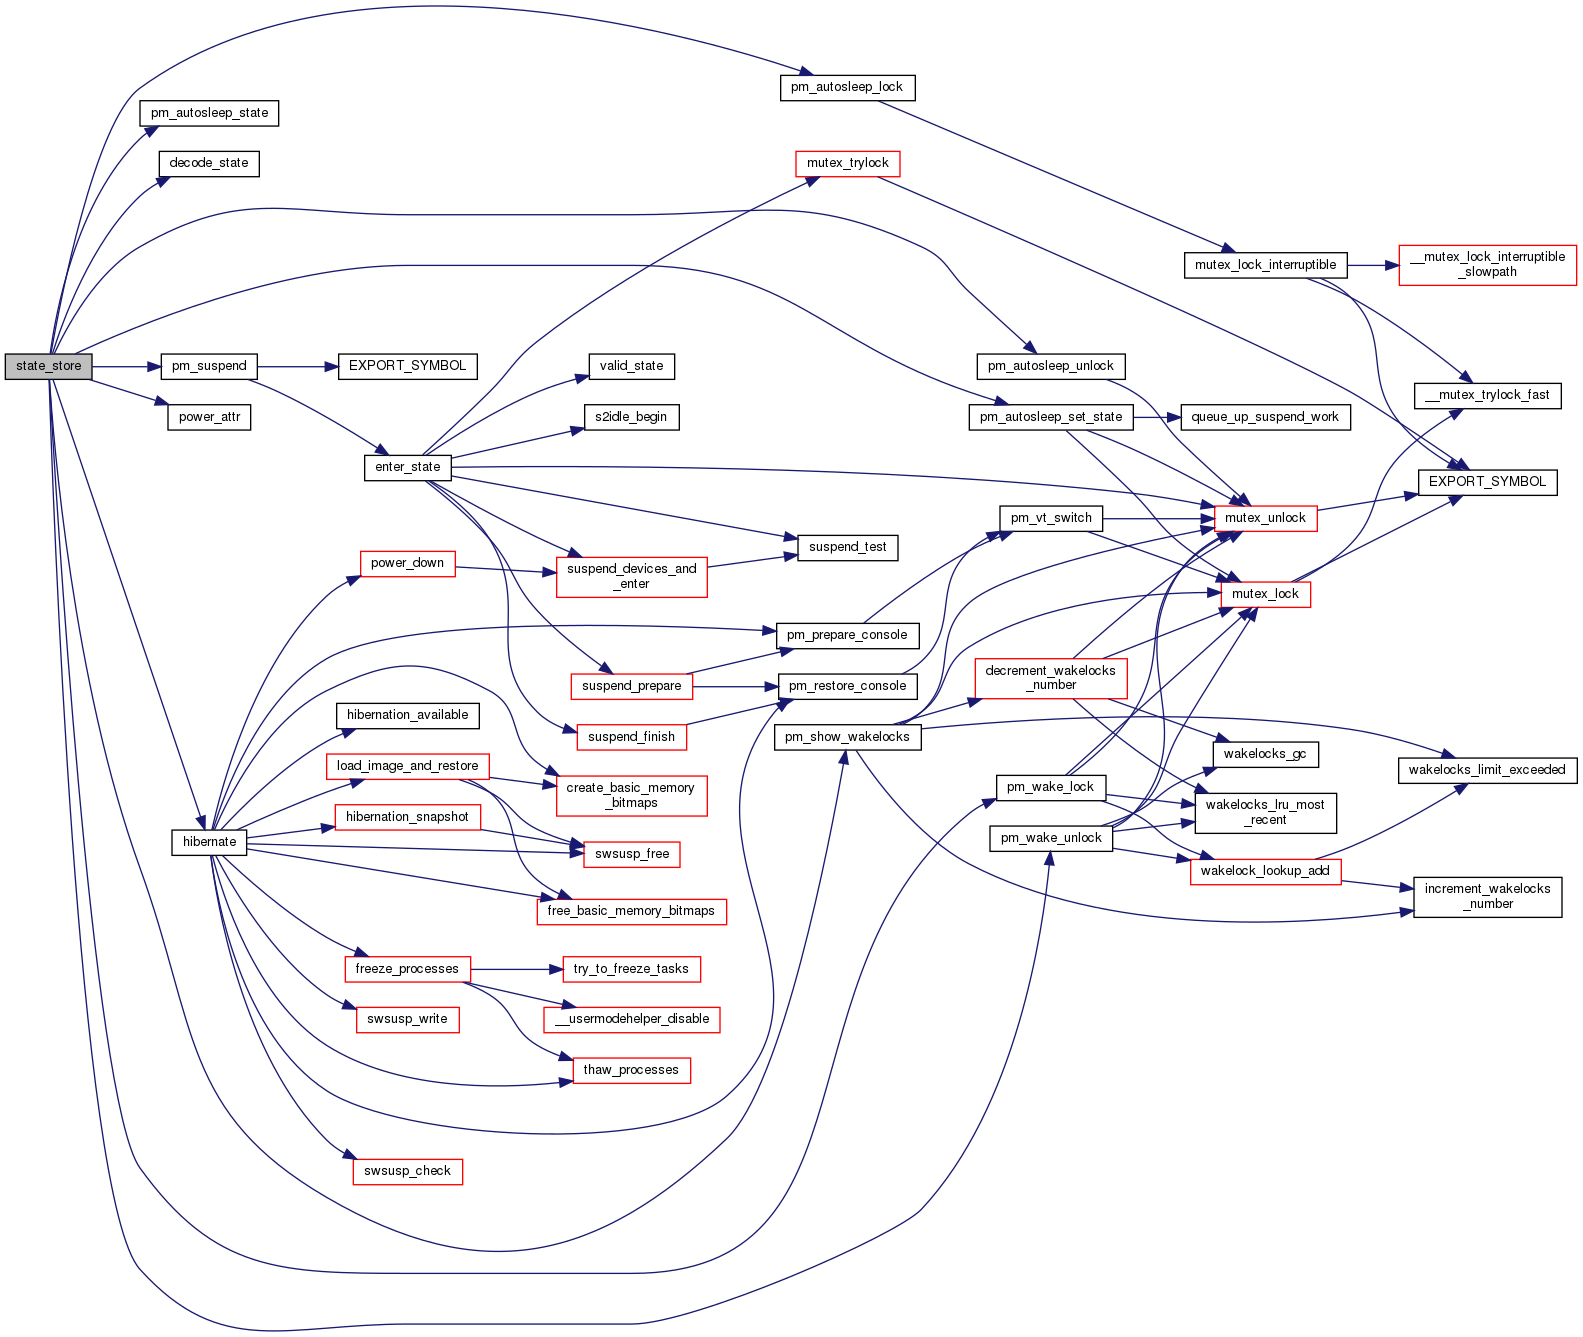 pm_autosleep_lock
pm_autosleep_state
decode_state
mutex_trylock
mutex_lock_interruptible
__mutex_lock_interruptible
_slowpath
state_store
pm_suspend
EXPORT_SYMBOL
valid_state
pm_autosleep_unlock
power_attr
s2idle_begin
pm_autosleep_set_state
queue_up_suspend_work
__mutex_trylock_fast
enter_state
EXPORT_SYMBOL
pm_vt_switch
mutex_unlock
suspend_test
power_down
suspend_devices_and
_enter
mutex_lock
pm_prepare_console
suspend_prepare
pm_restore_console
decrement_wakelocks
_number
hibernation_available
suspend_finish
pm_show_wakelocks
wakelocks_gc
wakelocks_limit_exceeded
load_image_and_restore
create_basic_memory
_bitmaps
pm_wake_lock
wakelocks_lru_most
_recent
hibernation_snapshot
hibernate
swsusp_free
pm_wake_unlock
wakelock_lookup_add
increment_wakelocks
_number
free_basic_memory_bitmaps
freeze_processes
try_to_freeze_tasks
swsusp_write
__usermodehelper_disable
thaw_processes
swsusp_check